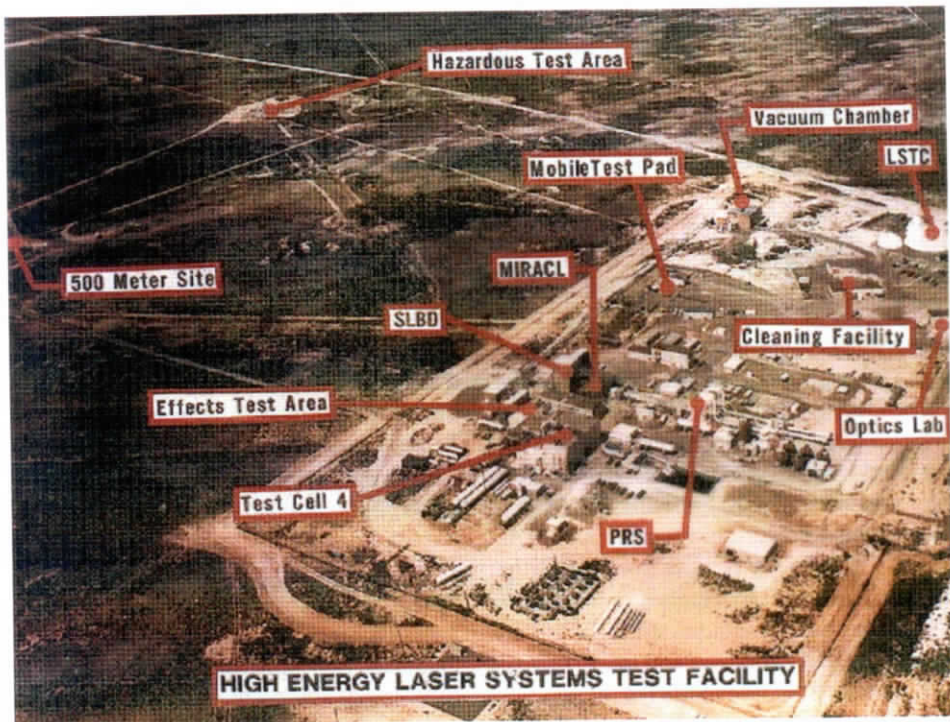 Hazardous Test Area
Vacuum Chamber
LSTC
MobileTest Pad
500 Meter Site
MIRACL
SLBD
Cleaning Facility
Effects Test Area
Optics Lab
Test Cell 4
PRS
HIGH ENERGY LASER SYSTEMS TEST FACILITY